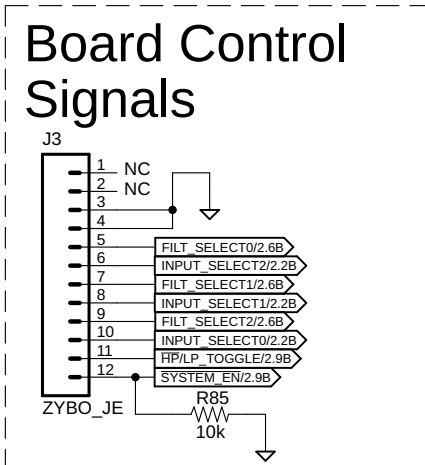 Board Control
Signals
J3
1 NC
2 NC
3
4
5 FILT_SELECT0/2.6B
6 INPUT_SELECT2/2.2B
7 FILT_SELECT1/2.6B
8 INPUT_SELECT1/2.2B
9 FILT_SELECT2/2.6B
10 INPUT_SELECT0/2.2B
11 H̅P̅/LP_TOGGLE/2.9B
12 S̅Y̅S̅T̅E̅M̅_̅E̅N̅/2.9B
ZYBO_JE
R85
10k